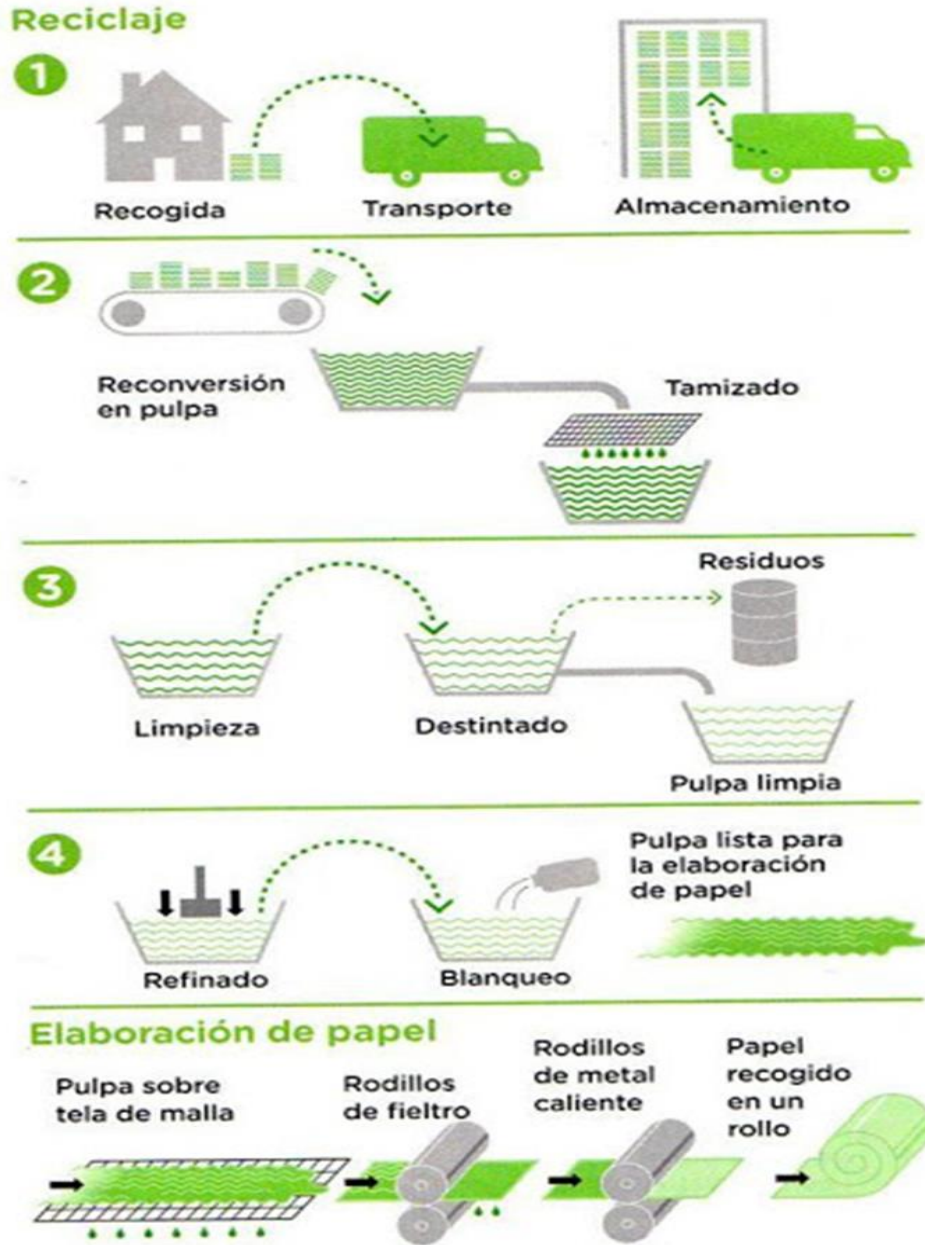 Reciclaje
1
Recogida
Transporte
Almacenamiento
2
Reconversión
en pulpa
Tamizado
3
Residuos
Limpieza
Destintado
Pulpa limpia
4
Pulpa lista para
la elaboración
de papel
Refinado
Blanqueo
Elaboración de papel
Pulpa sobre
tela de malla
Rodillos
de fieltro
Rodillos
de metal
caliente
Papel
recogido
en un
rollo